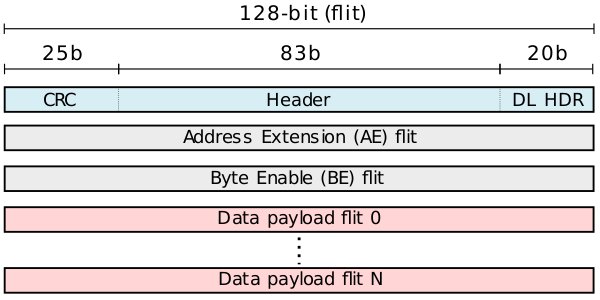 128-bit (flit)
25b 83b 20b
CRC Header DL HDR
Address Extension (AE) flit
Byte Enable (BE) flit
Data payload flit 0
Data payload flit N